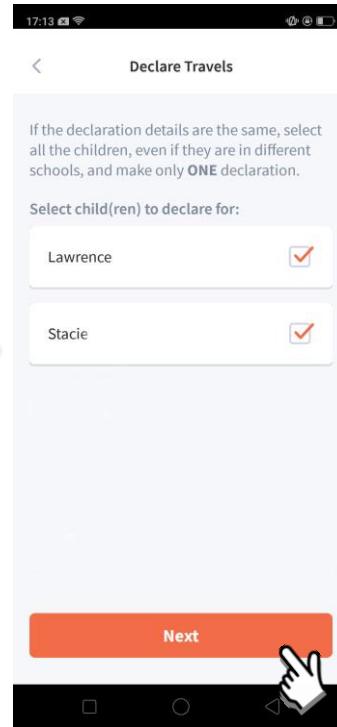 17:13
Declare Travels
If the declaration details are the same, select
all the children, even if they are in different
schools, and make only ONE declaration.
Select child(ren) to declare for:
Lawrence
Stacie
Next